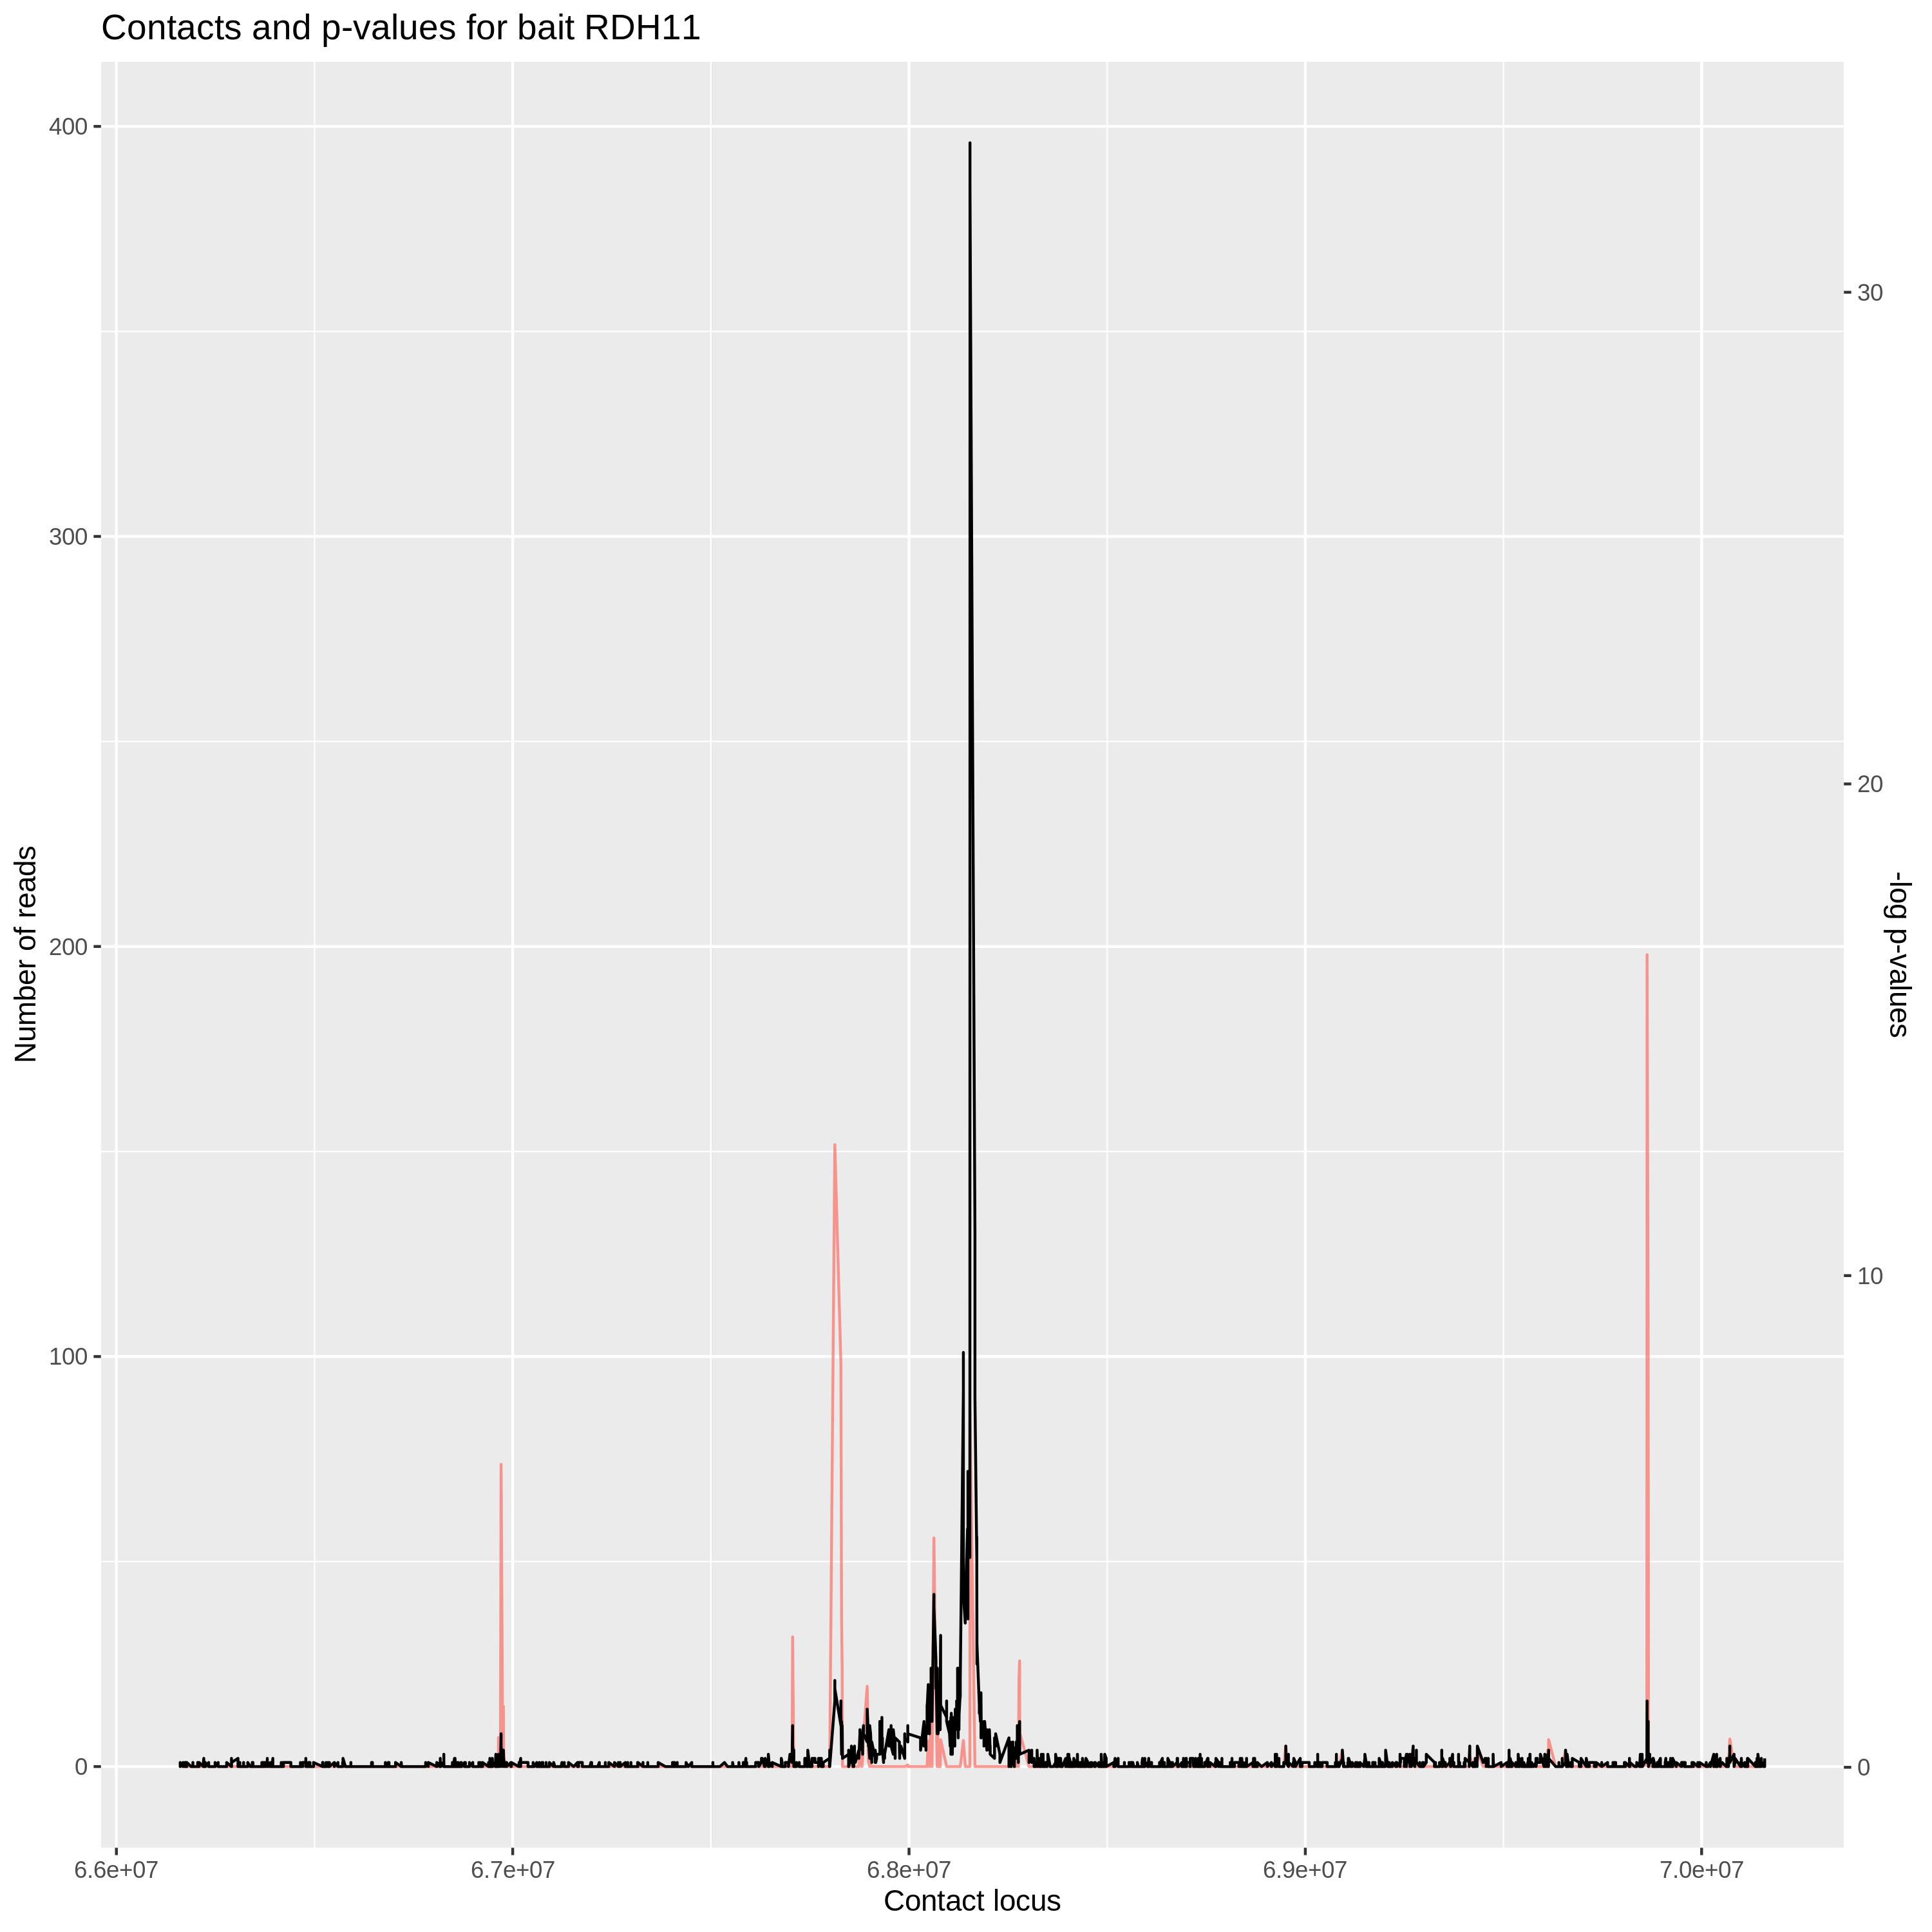 Contacts and p-values for bait RDH11
400
300
200
100
0
Number of reads
30
20
10
0
-log p-values
6.6e+07 6.7e+07 6.8e+07 6.9e+07 7.0e+07
Contact locus